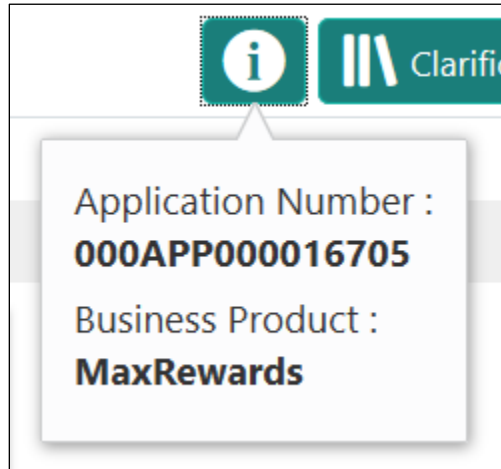 Clarific
Application Number :
000APP000016705
Business Product :
MaxRewards